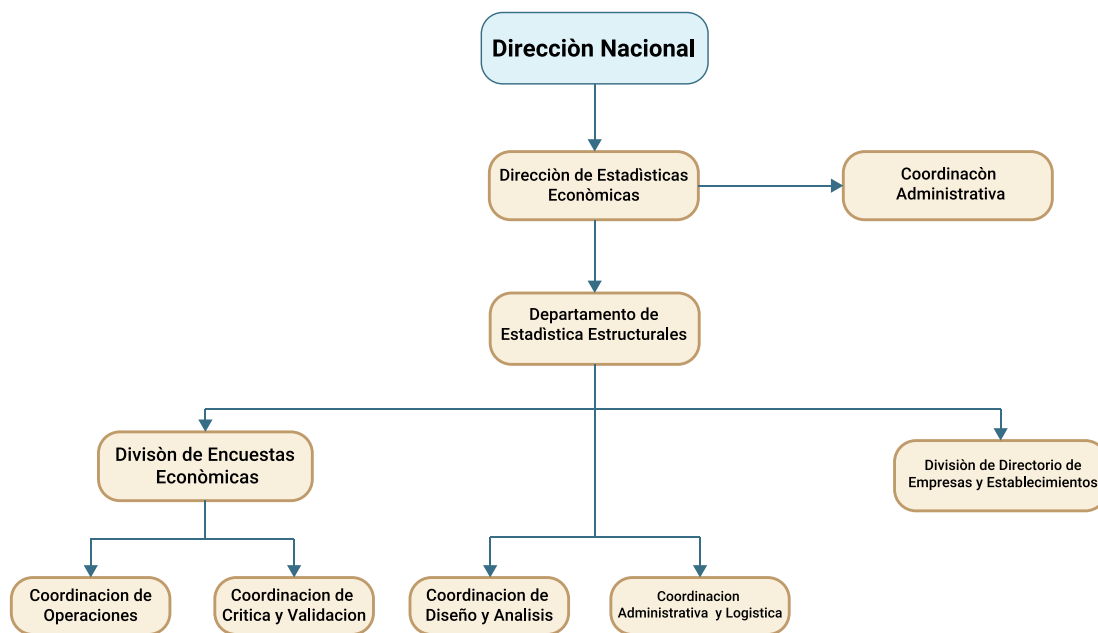 Direcciòn Nacional
Direcciòn de Estadìsticas
Econòmicas
Coordinacòn
Administrativa
Departamento de
Estadìstica Estructurales
Divisòn de Encuestas
Econòmicas
Divisiòn de Directorio de
Empresas y Establecimientos
Coordinacion de
Operaciones
Coordinacion de
Critica y Validacion
Coordinacion de
Diseño y Analisis
Coordinacion
Administrativa y Logistica